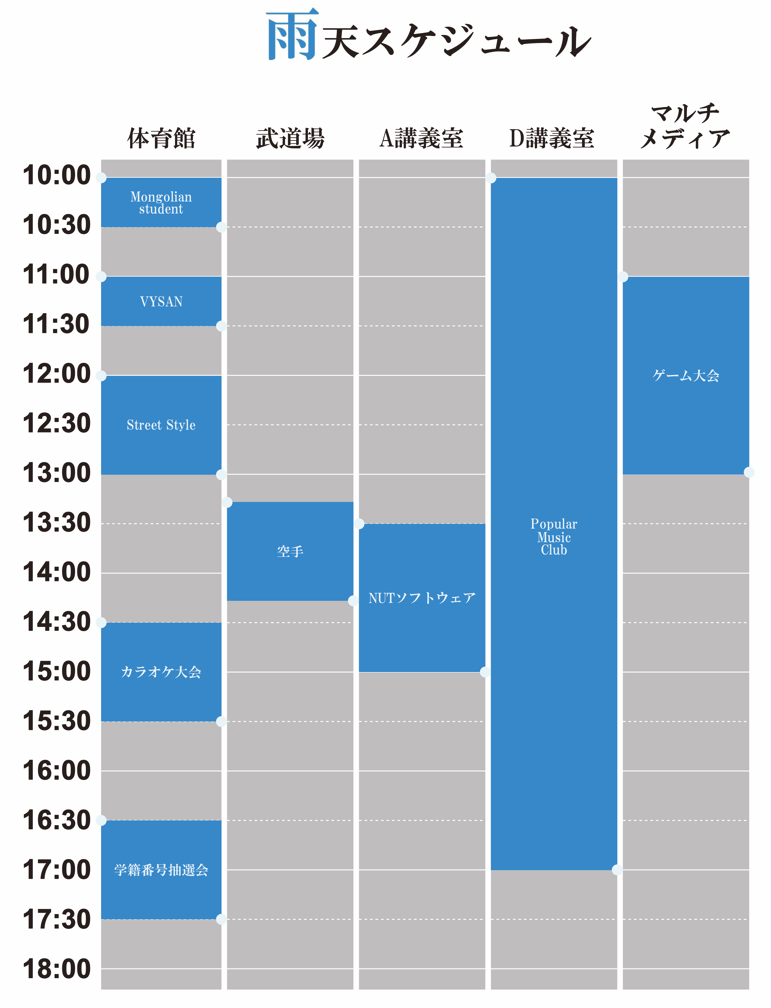 雨天スケジュール
体育館
武道場
A講義室
D講義室
マルチ
メディア
10:00
10:30
11:00
11:30
12:00
12:30
13:00
13:30
14:00
14:30
15:00
15:30
16:00
16:30
17:00
17:30
18:00
Mongolian
student
VYSAN
Street Style
カラオケ大会
学籍番号抽選会
空手
NUTソフトウェア
Popular
Music
Club
ゲーム大会